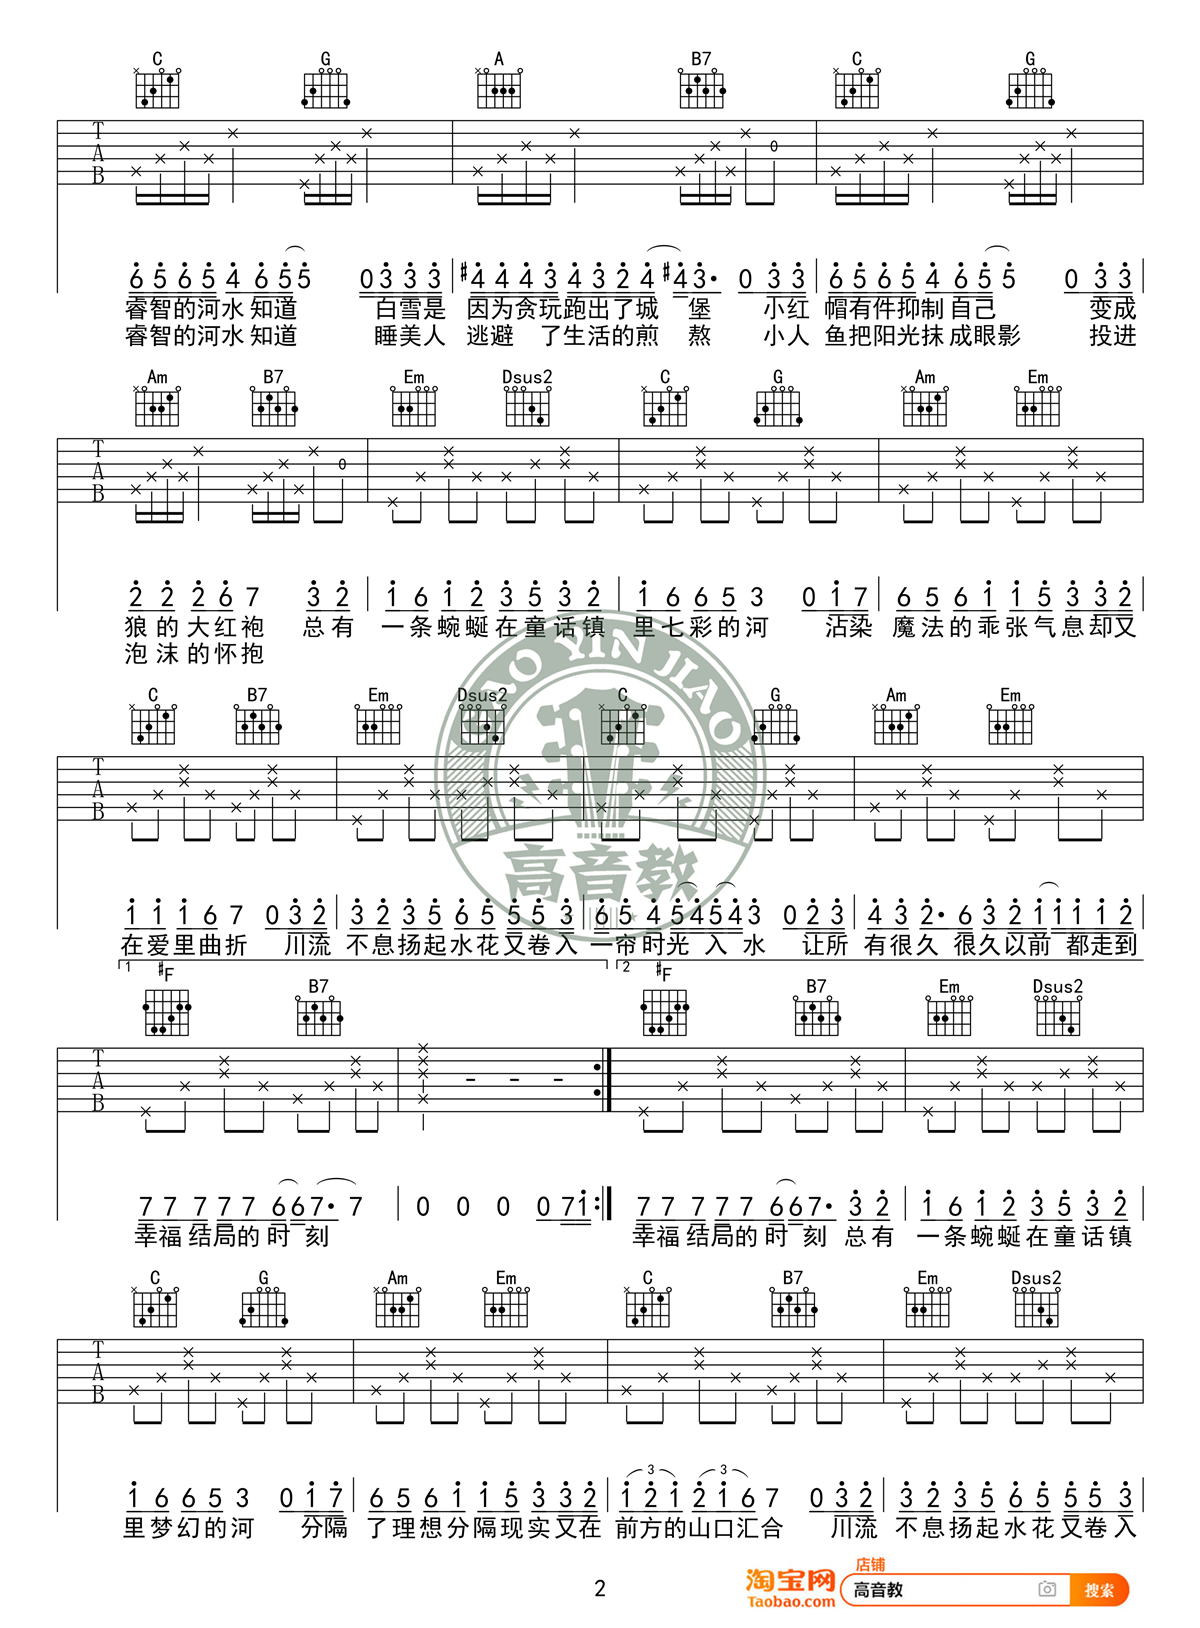 C G A B7 C G
T
A
B
0
6 5 6 5 4 6 5 5 0 3 3 3 #4 4 4 3 4 3 2 4 #4 3· 0 3 3 6 5 6 5 4 6 5 5 0 3 3
睿智的河水知道 白雪是 因为贪玩跑出了城 堡 小红 帽有件抑制自己 变成
睿智的河水知道 睡美人 逃避 了生活的煎 熬 小人 鱼把阳光抹成眼影 投进
Am B7 Em Dsus2 C G Am Em
T
A
B
0
2 2 2 6 7 3 2 1 6 1 2 3 5 3 2 1 6 6 5 3 0 1 7 6 5 6 1 1 5 3 3 2
狼的大红袍 总有 一条蜿蜒在童话镇 里七彩的河 沾染 魔法的乖张气息却又
泡沫的怀抱
GAO YIN JIAO
C B7 Em Dsus2 C G Am Em
T
A
B
高音教
1 1 1 6 7 0 3 2 3 2 3 5 6 5 5 5 3 6 5 4 5 4 5 4 3 0 2 3 4 3 2· 6 3 2 1 1 1 1 2
在爱里曲折 川流 不息扬起水花又卷入 一帘时光入水 让所 有很久 很久以前 都走到
1 2
#F B7 #F B7 Em Dsus2
T
A
B
- - -
7 7 7 7 7 6 6 7· 7 0 0 0 0 7 1 :‖ 7 7 7 7 7 6 6 7· 3 2 1 6 1 2 3 5 3 2
幸福结局的时刻 幸福结局的时刻 总有 一条蜿蜒在童话镇
C G Am Em C B7 Em Dsus2
T
A
B
3 3
1 6 6 5 3 0 1 7 6 5 6 1 1 5 3 3 2 1 2 1 2 1 6 7 0 3 2 3 2 3 5 6 5 5 5 3
里梦幻的河 分隔 了理想分隔现实又在 前方的山口汇合 川流 不息扬起水花又卷入
2
淘宝网
Taobao.com
店铺
高音教
搜索